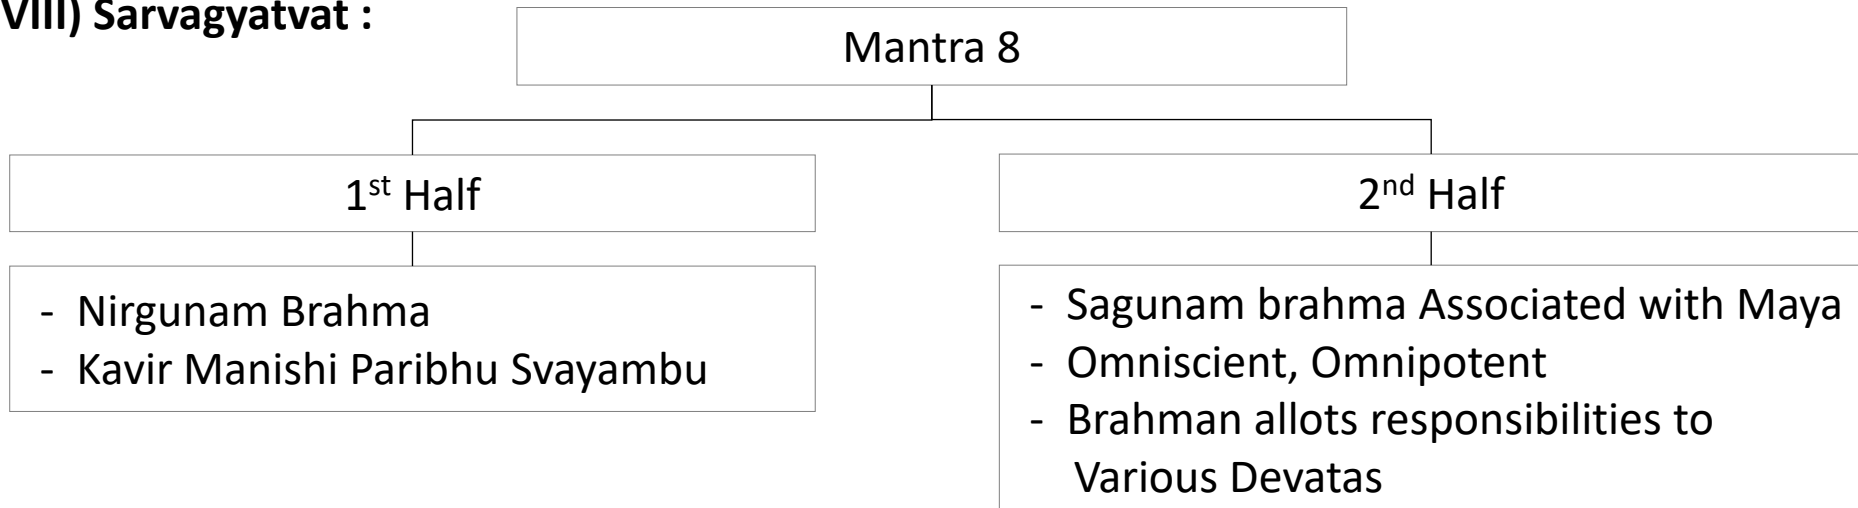 VIII) Sarvagyatvat :
Mantra 8
1st Half
- Nirgunam Brahma
- Kavir Manishi Paribhu Svayambu
2nd Half
- Sagunam brahma Associated with Maya
- Omniscient, Omnipotent
- Brahman allots responsibilities to
Various Devatas